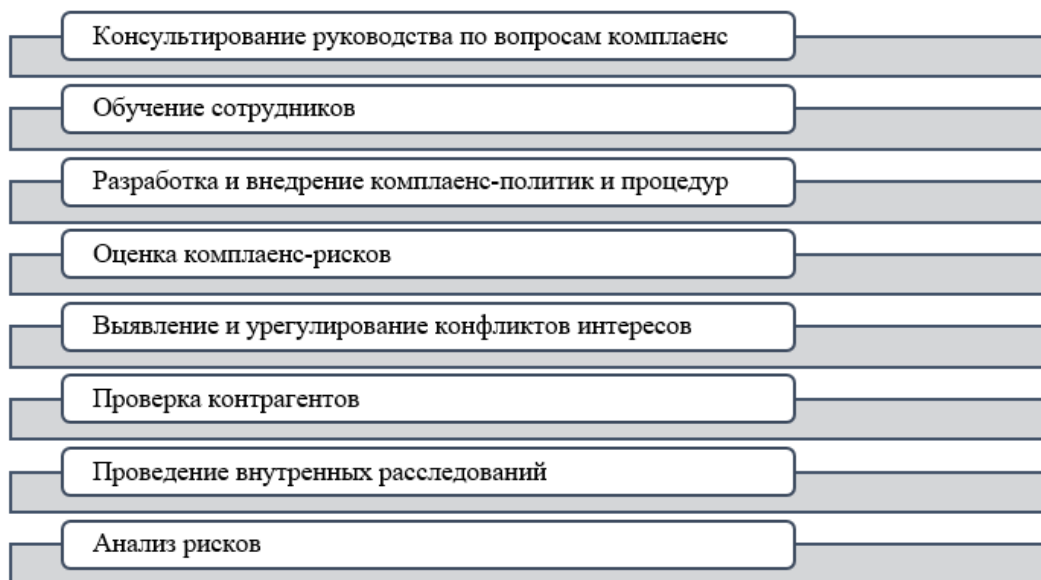 Консультирование руководства по вопросам комплаенс
Обучение сотрудников
Разработка и внедрение комплаенс-политик и процедур
Оценка комплаенс-рисков
Выявление и урегулирование конфликтов интересов
Проверка контрагентов
Проведение внутренных расследований
Анализ рисков